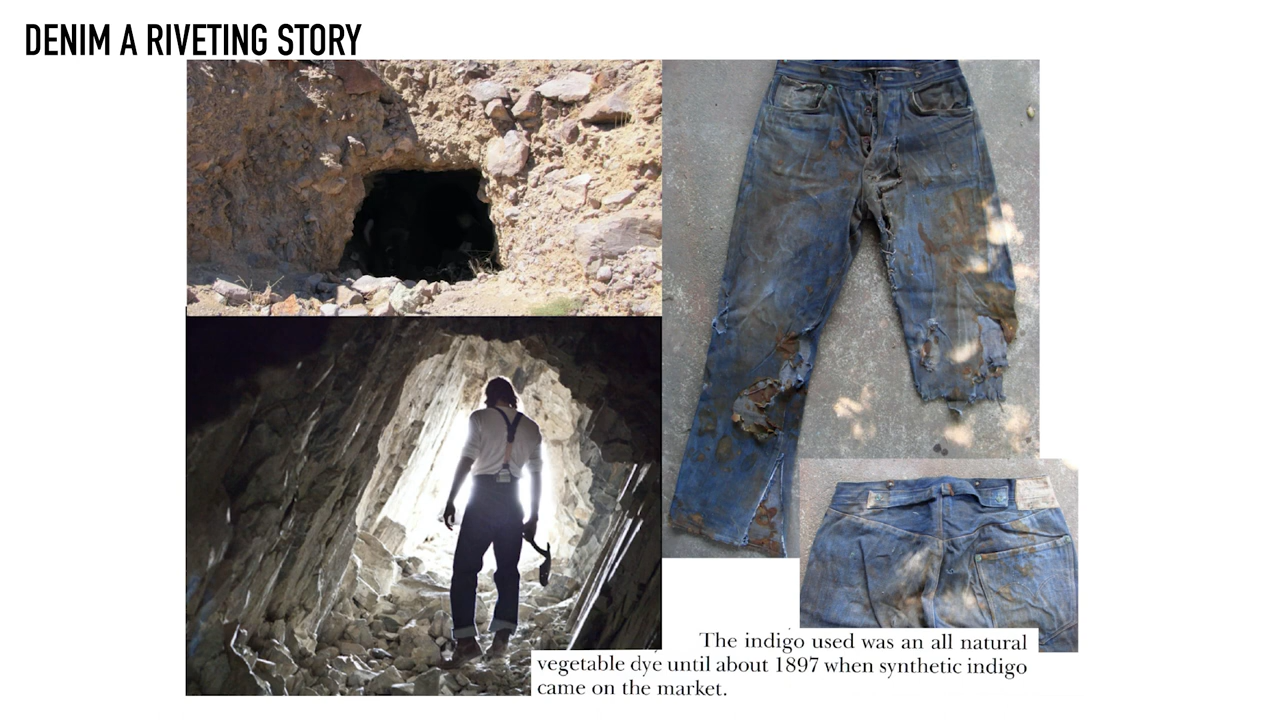 DENIM A RIVETING STORY
The indigo used was an all natural
vegetable dye until about 1897 when synthetic indigo
came on the market.